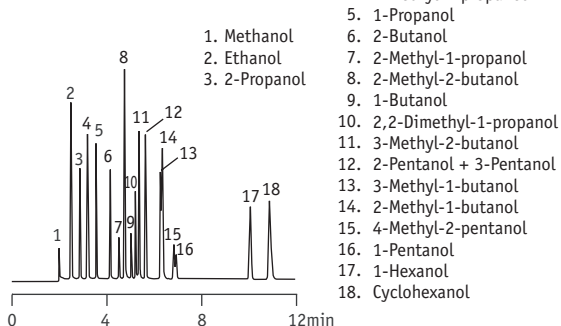 1. Methanol
2. Ethanol
3. 2-Propanol
5. 1-Propanol
6. 2-Butanol
7. 2-Methyl-1-propanol
8. 2-Methyl-2-butanol
9. 1-Butanol
10. 2,2-Dimethyl-1-propanol
11. 3-Methyl-2-butanol
12. 2-Pentanol + 3-Pentanol
13. 3-Methyl-1-butanol
14. 2-Methyl-1-butanol
15. 4-Methyl-2-pentanol
16. 1-Pentanol
17. 1-Hexanol
18. Cyclohexanol
1
2
3
4
5
6
7
8
9
10
11
12
14
13
15
16
17
18
0
4
8
12min